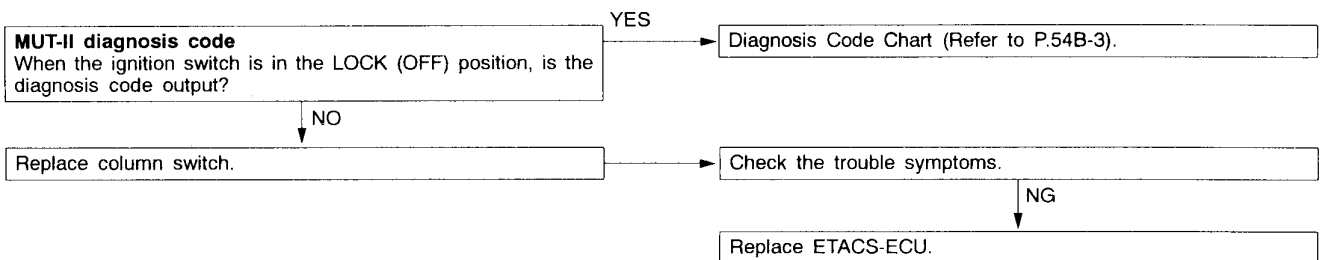 YES
MUT-II diagnosis code
When the ignition switch is in the LOCK (OFF) position, is the
diagnosis code output?
Diagnosis Code Chart (Refer to P.54B-3).
NO
Replace column switch.
Check the trouble symptoms.
NG
Replace ETACS-ECU.